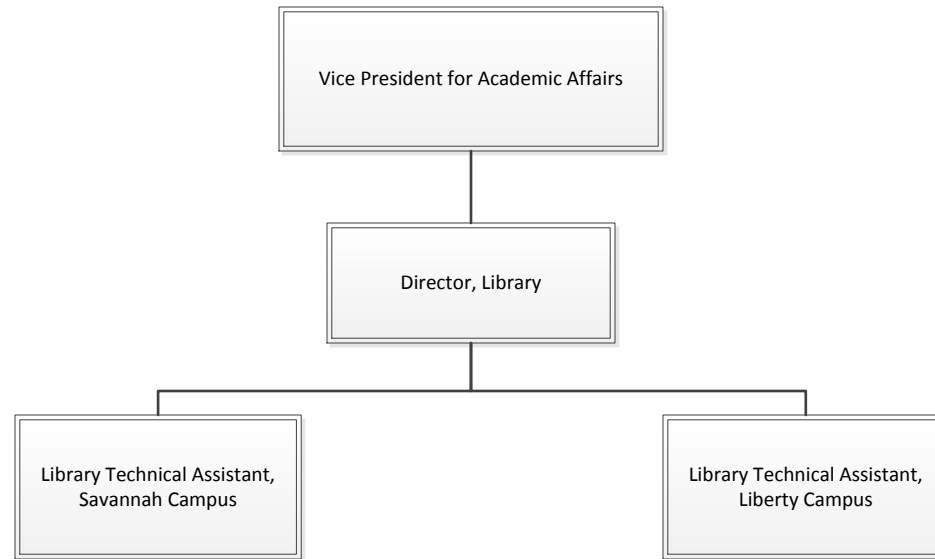 Vice President for Academic Affairs
Director, Library
Library Technical Assistant,
Savannah Campus
Library Technical Assistant,
Liberty Campus